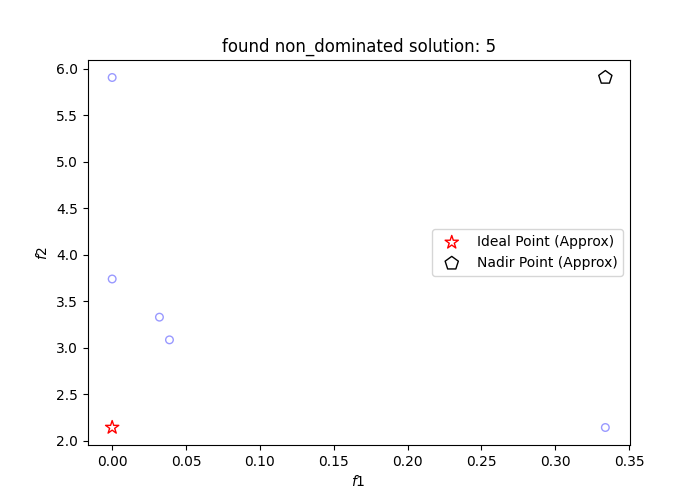 found non_dominated solution: 5
6.0
5.5
5.0
4.5
4.0
3.5
3.0
2.5
2.0
f2
Ideal Point (Approx)
Nadir Point (Approx)
0.00 0.05 0.10 0.15 0.20 0.25 0.30 0.35
f1